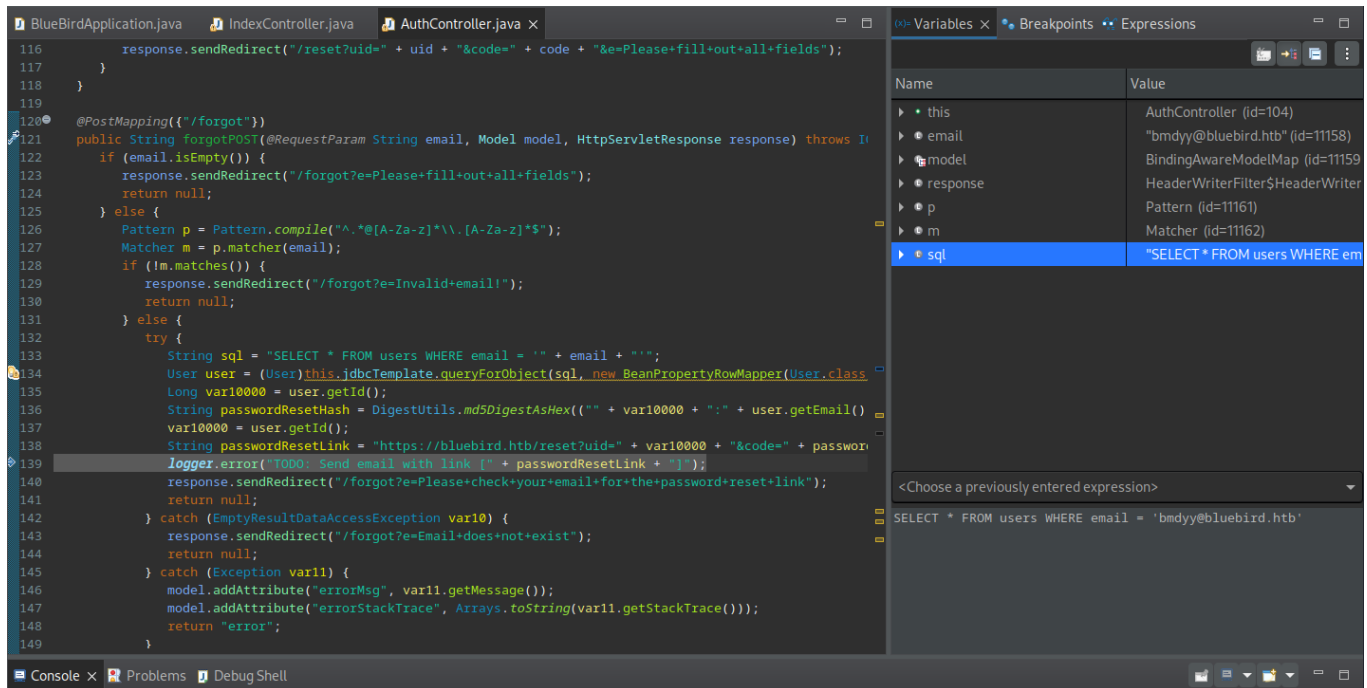 BlueBirdApplication.java
IndexController.java
AuthController.java
116 response.sendRedirect("/reset?uid=" + uid + "&code=" + code + "&e=Please+fill+out+all+fields");
117 }
118 }
119
120 @PostMapping({"/forgot"})
121 public String forgotPOST(@RequestParam String email, Model model, HttpServletResponse response) throws I
122 if (email.isEmpty()) {
123 response.sendRedirect("/forgot?e=Please+fill+out+all+fields");
124 return null;
125 } else {
126 Pattern p = Pattern.compile("^.*@[A-Za-z]*\\.[A-Za-z]*$");
127 Matcher m = p.matcher(email);
128 if (!m.matches()) {
129 response.sendRedirect("/forgot?e=Invalid+email!");
130 return null;
131 } else {
132 try {
133 String sql = "SELECT * FROM users WHERE email = '" + email + "'";
134 User user = (User)this.jdbcTemplate.queryForObject(sql, new BeanPropertyRowMapper(User.class
135 Long var10000 = user.getId();
136 String passwordResetHash = DigestUtils.md5DigestAsHex(("" + var10000 + ":" + user.getEmail()
137 var10000 = user.getId();
138 String passwordResetLink = "https://bluebird.htb/reset?uid=" + var10000 + "&code=" + passwor
139 logger.error("TODO: Send email with link [" + passwordResetLink + "]");
140 response.sendRedirect("/forgot?e=Please+check+your+email+for+the+password+reset+link");
141 return null;
142 } catch (EmptyResultDataAccessException var10) {
143 response.sendRedirect("/forgot?e=Email+does+not+exist");
144 return null;
145 } catch (Exception var11) {
146 model.addAttribute("errorMsg", var11.getMessage());
147 model.addAttribute("errorStackTrace", Arrays.toString(var11.getStackTrace()));
148 return "error";
149 }
Variables
Breakpoints
Expressions
Name Value
this AuthController (id=104)
email "bmdyy@bluebird.htb" (id=11158)
model BindingAwareModelMap (id=11159
response HeaderWriterFilter$HeaderWriter
p Pattern (id=11161)
m Matcher (id=11162)
sql "SELECT * FROM users WHERE em
<Choose a previously entered expression>
SELECT * FROM users WHERE email = 'bmdyy@bluebird.htb'
Console
Problems
Debug Shell